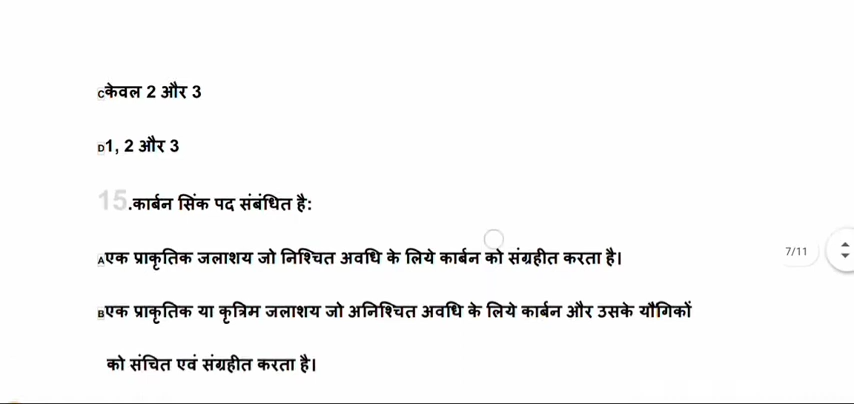 Cकेवल 2 और 3
D1, 2 और 3
15.कार्बन सिंक पद संबंधित है:
Aएक प्राकृतिक जलाशय जो निश्चित अवधि के लिये कार्बन को संग्रहीत करता है।
7/11
Bएक प्राकृतिक या कृत्रिम जलाशय जो अनिश्चित अवधि के लिये कार्बन और उसके यौगिकों
को संचित एवं संग्रहीत करता है।